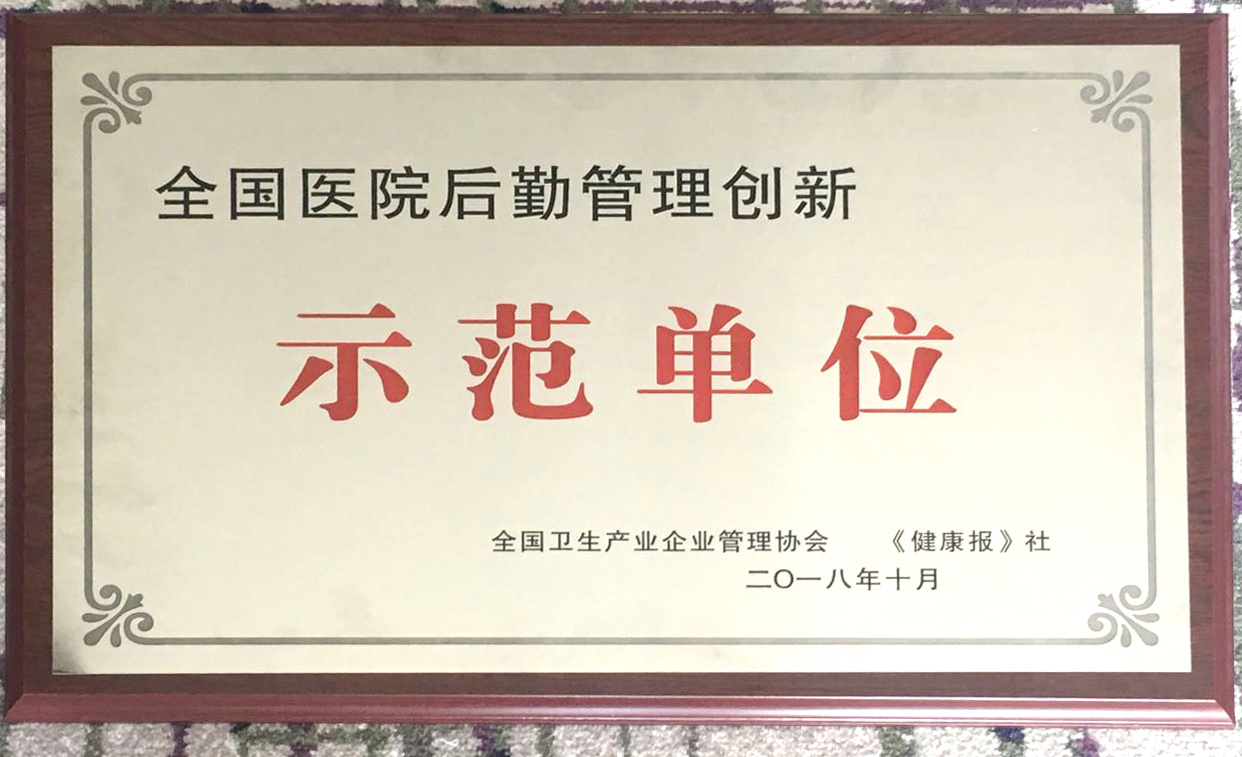 全国医院后勤管理创新
示范单位
全国卫生产业企业管理协会 《健康报》社
二〇一八年十月